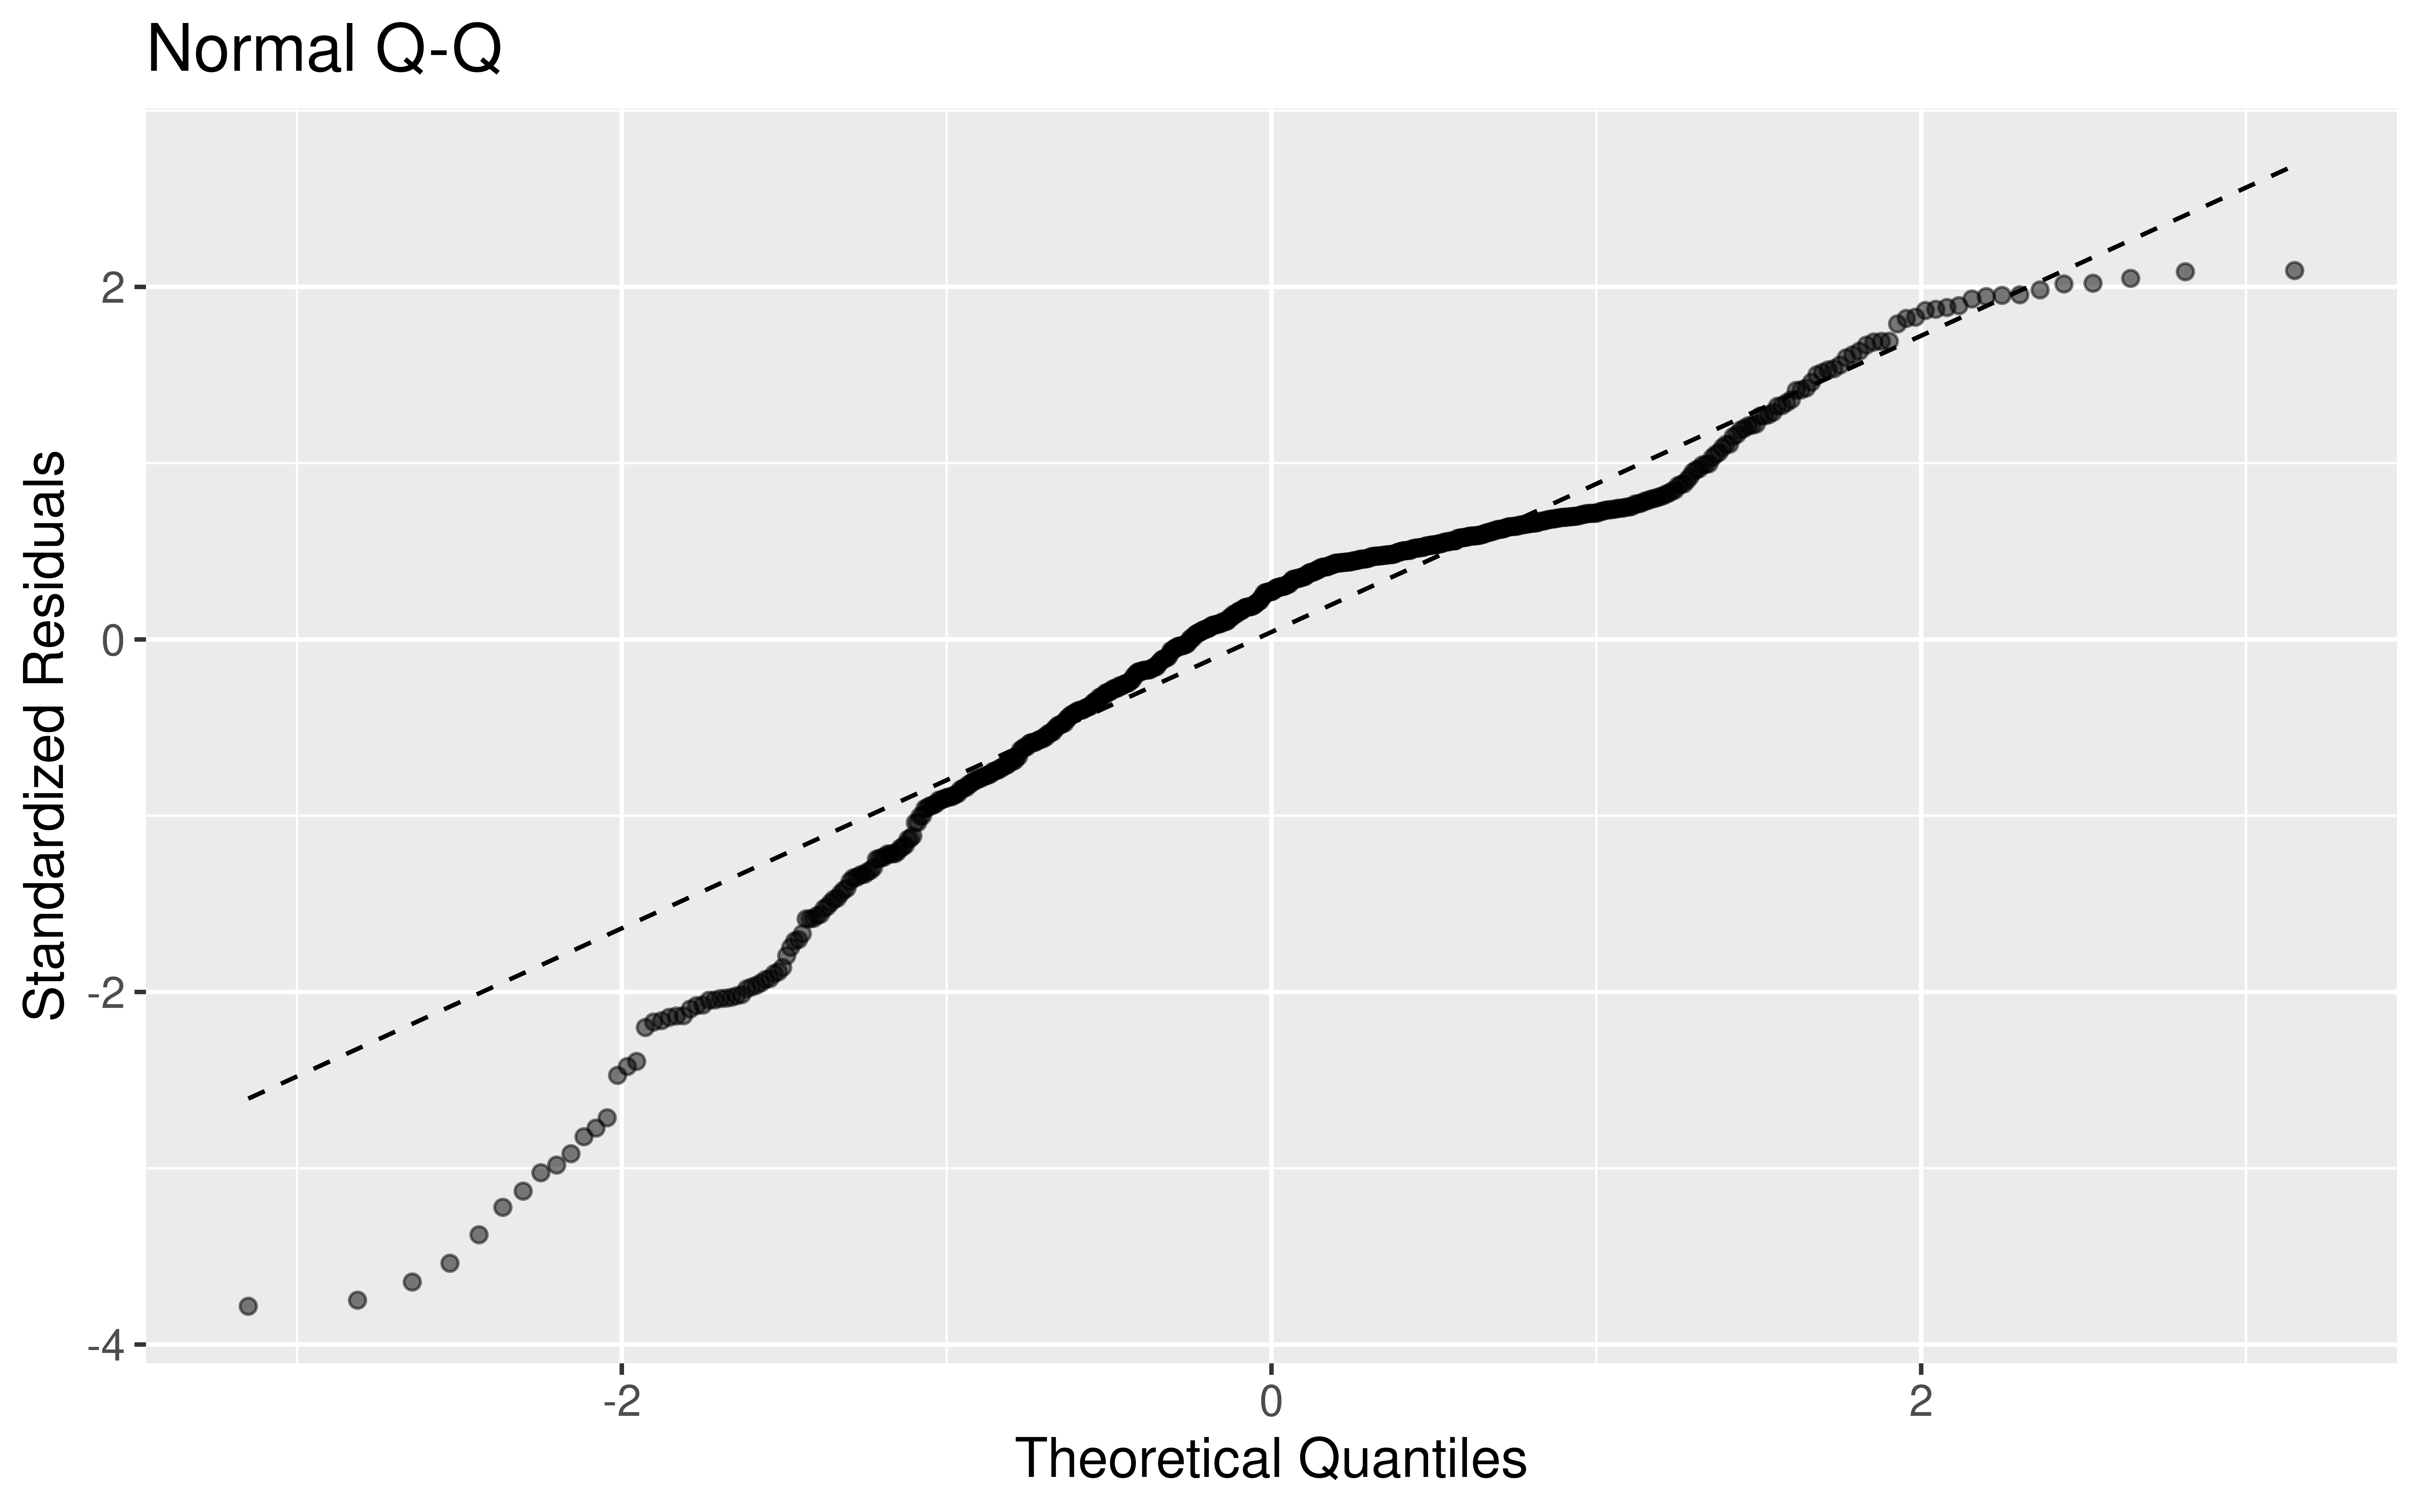 Normal Q-Q
Standardized Residuals
2
0
-2
-4
-2
0
2
Theoretical Quantiles